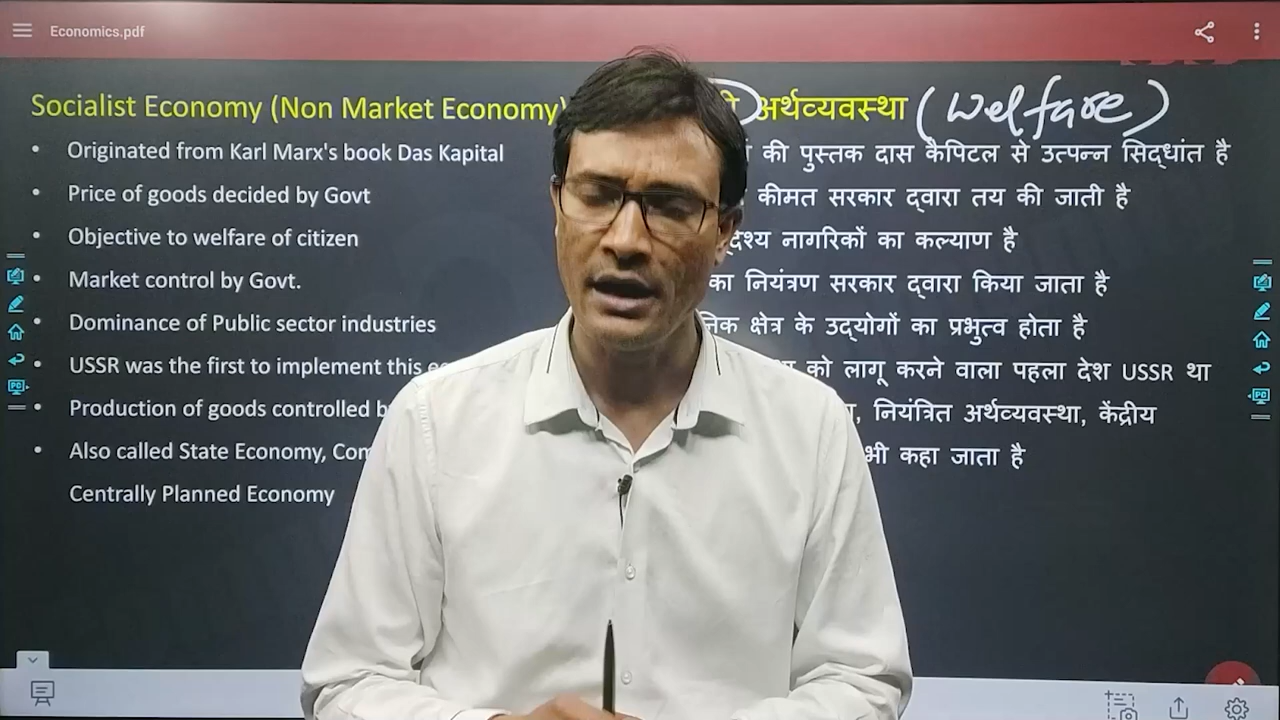 Economics.pdf
Socialist Economy (Non Market Economy) अर्थव्यवस्था (welfare)
• Originated from Karl Marx's book Das Kapital की पुस्तक दास कैपिटल से उत्पन्न सिद्धांत है
• Price of goods decided by Govt कीमत सरकार द्वारा तय की जाती है
• Objective to welfare of citizen नागरिकों का कल्याण है
• Market control by Govt. का नियंत्रण सरकार द्वारा किया जाता है
• Dominance of Public sector industries क्षेत्र के उद्योगों का प्रभुत्व होता है
• USSR was the first to implement this को लागू करने वाला पहला देश USSR था
• Production of goods controlled नियंत्रित अर्थव्यवस्था, केंद्रीय
• Also called State Economy, भी कहा जाता है
Centrally Planned Economy